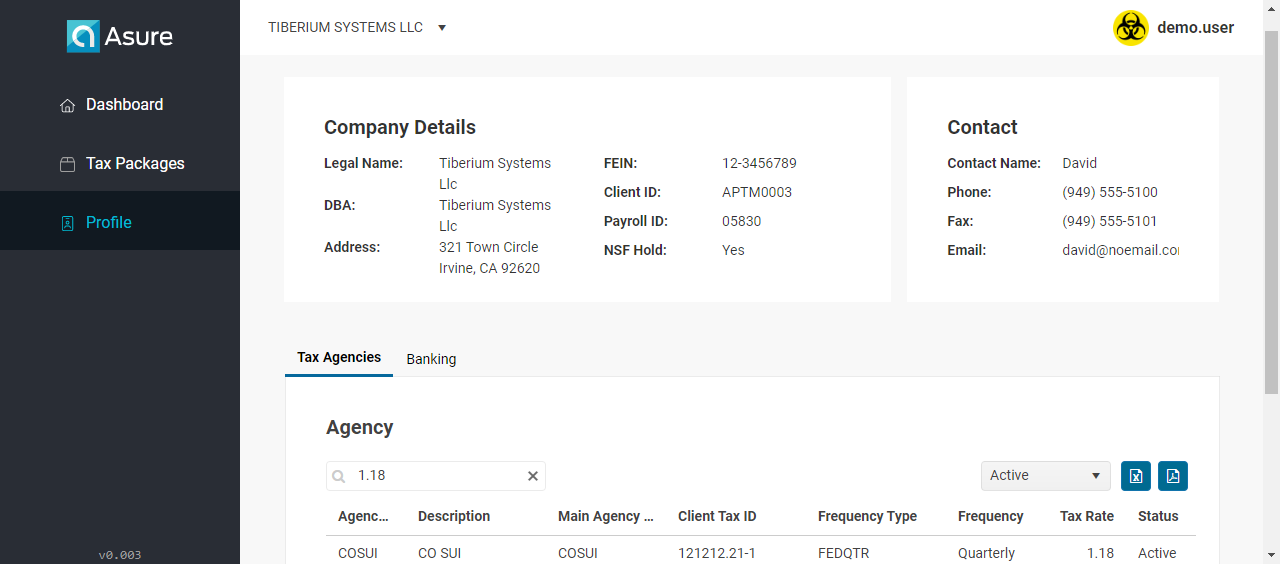 Asure
TIBERIUM SYSTEMS LLC
demo.user
Dashboard
Tax Packages
Profile
v0.003
Company Details
Legal Name: Tiberium Systems Llc
DBA: Tiberium Systems Llc
Address: 321 Town Circle
Irvine, CA 92620
FEIN: 12-3456789
Client ID: APTM0003
Payroll ID: 05830
NSF Hold: Yes
Contact
Contact Name: David
Phone: (949) 555-5100
Fax: (949) 555-5101
Email: david@noemail.co
Tax Agencies Banking
Agency
1.18
Active
Agenc... Description Main Agency ... Client Tax ID Frequency Type Frequency Tax Rate Status
COSUI CO SUI COSUI 121212.21-1 FEDQTR Quarterly 1.18 Active